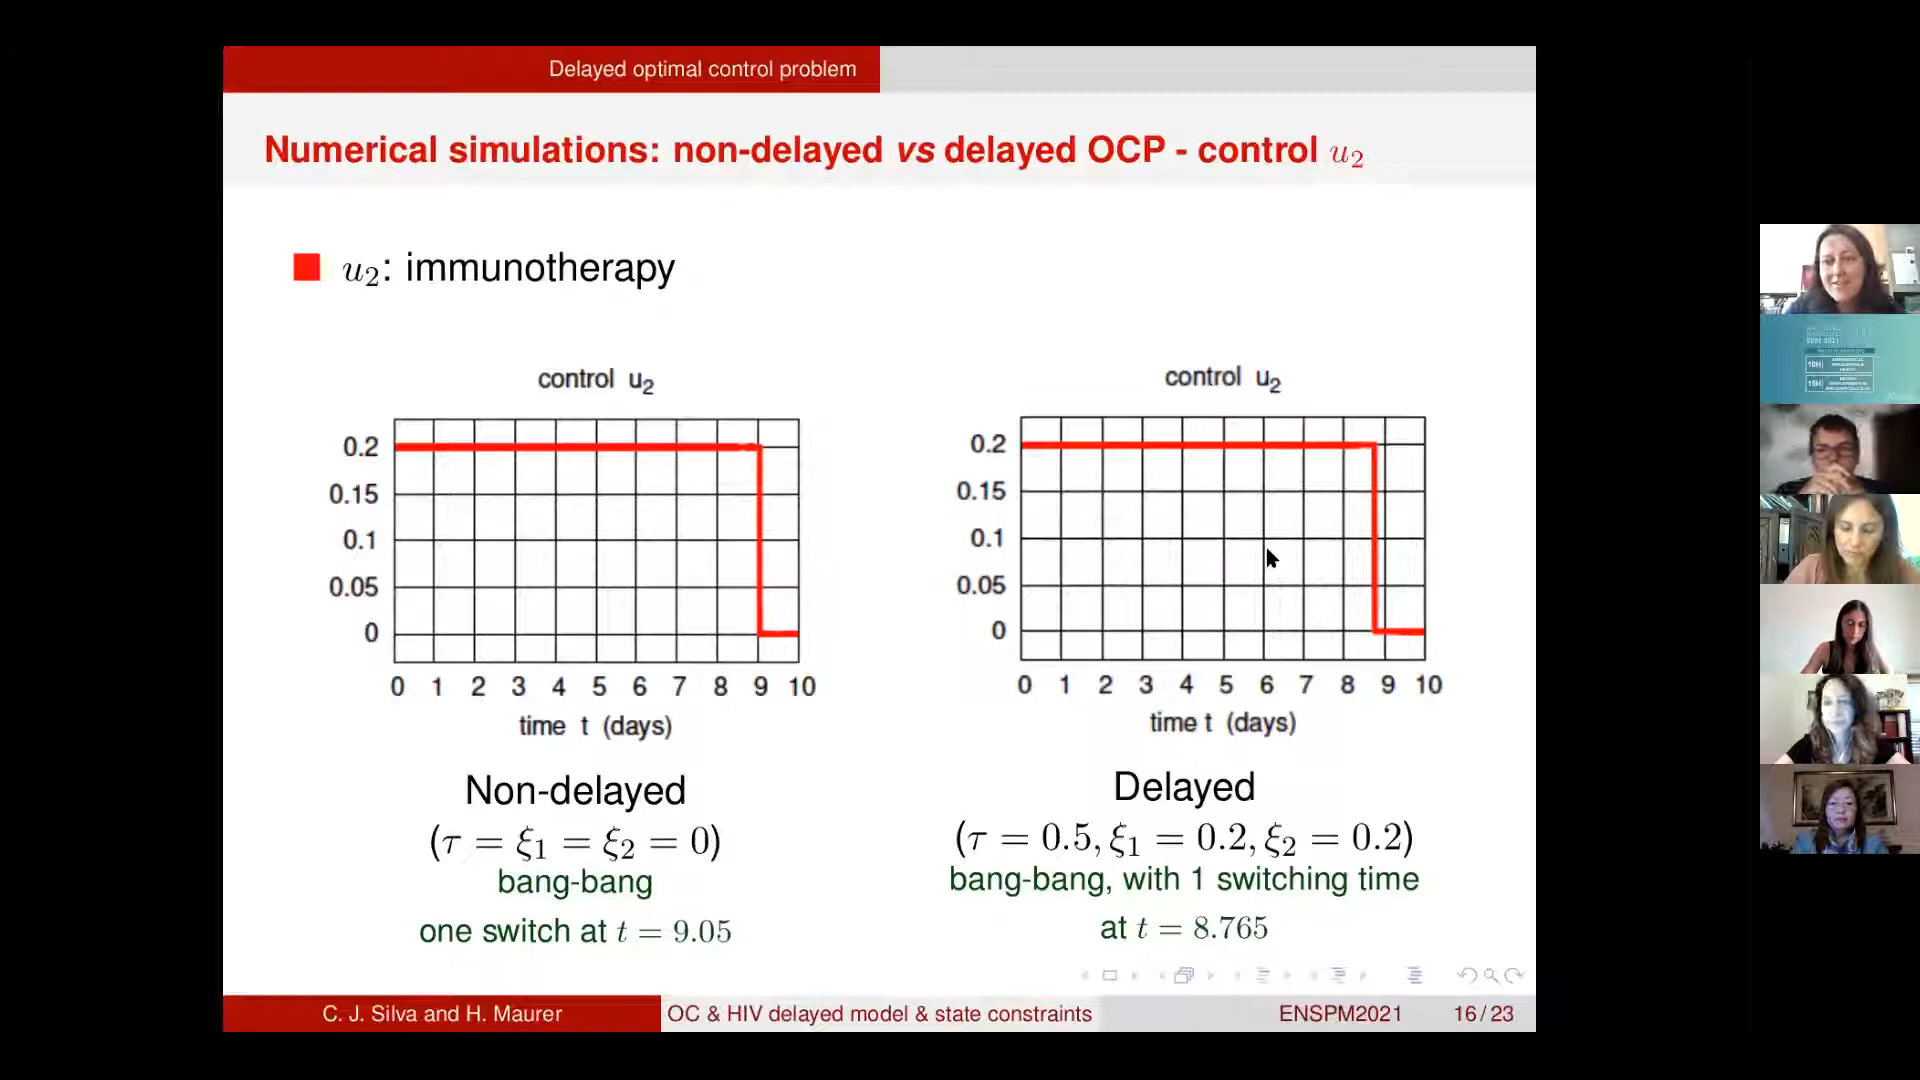 Delayed optimal control problem
Numerical simulations: non-delayed vs delayed OCP - control u₂
u₂: immunotherapy
control u₂
0.2
0.15
0.1
0.05
0
0 1 2 3 4 5 6 7 8 9 10
time t (days)
Non-delayed
(τ = ξ₁ = ξ₂ = 0)
bang-bang
one switch at t = 9.05
control u₂
0.2
0.15
0.1
0.05
0
0 1 2 3 4 5 6 7 8 9 10
time t (days)
Delayed
(τ = 0.5, ξ₁ = 0.2, ξ₂ = 0.2)
bang-bang, with 1 switching time
at t = 8.765
C. J. Silva and H. Maurer
OC & HIV delayed model & state constraints
ENSPM2021
16 / 23
10H
15H